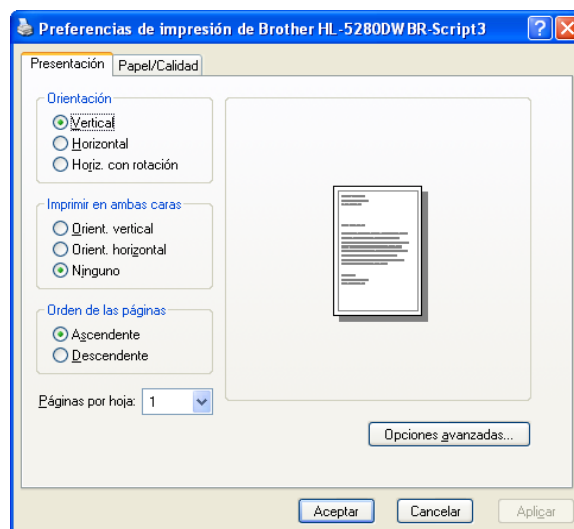 Preferencias de impresión de Brother HL-5280DW BR-Script3
Presentación Papel/Calidad
Orientación
Vertical
Horizontal
Horiz. con rotación
Imprimir en ambas caras
Orient. vertical
Orient. horizontal
Ninguno
Orden de las páginas
Ascendente
Descendente
Páginas por hoja: 1
Opciones avanzadas...
Aceptar Cancelar Aplicar